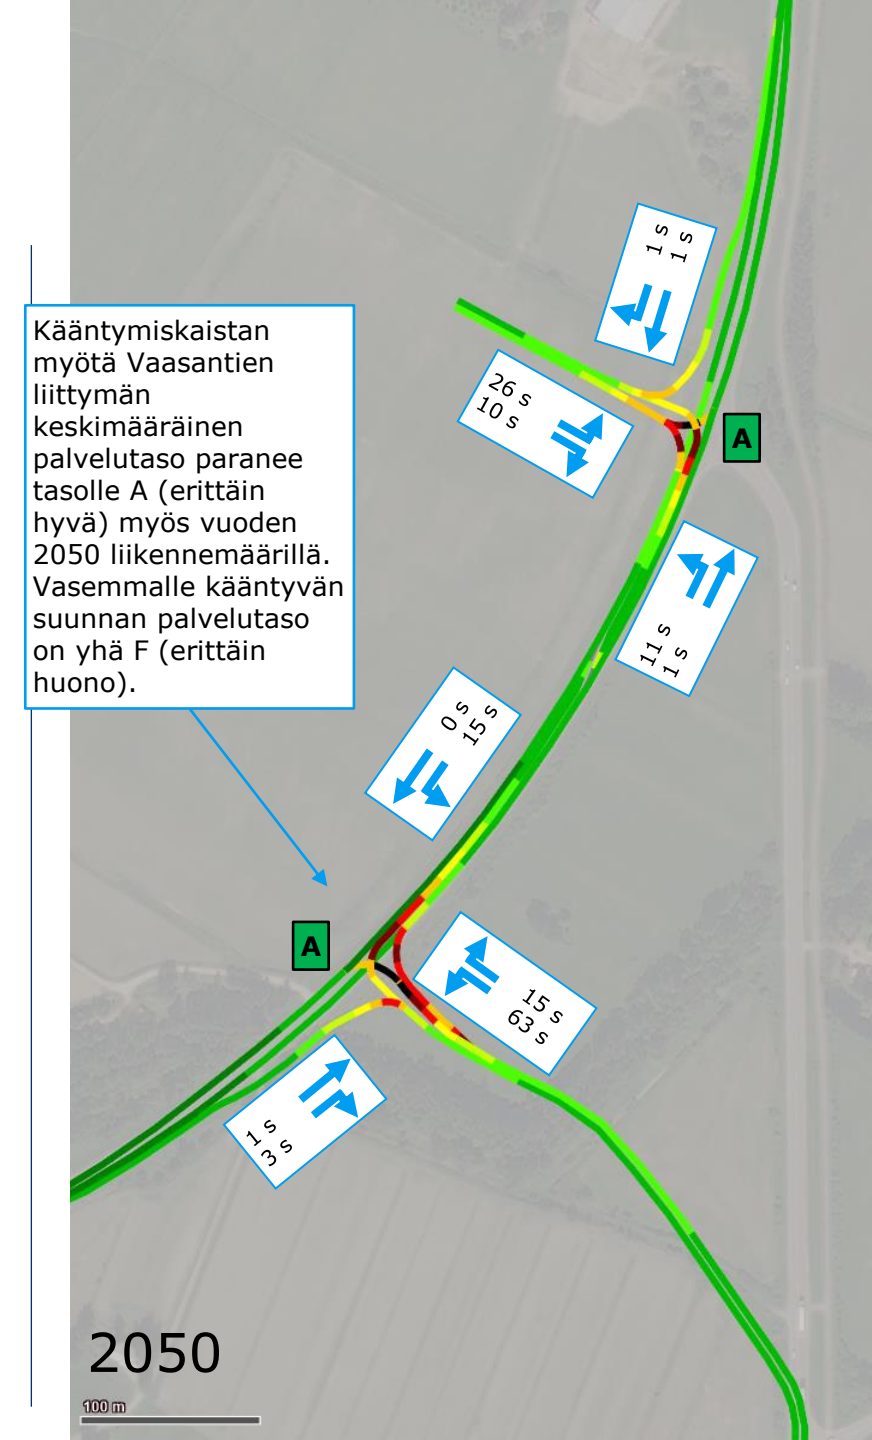 1 s
1 s
Kääntymiskaistan
myötä Vaasantien
liittymän
keskimääräinen
palvelutaso paranee
tasolle A (erittäin
hyvä) myös vuoden
2050 liikennemäärillä.
Vasemmalle kääntyvän
suunnan palvelutaso
on yhä F (erittäin
huono).
26 s
10 s
A
11 s
1 s
0 s
15 s
A
15 s
63 s
1 s
3 s
2050
100 m